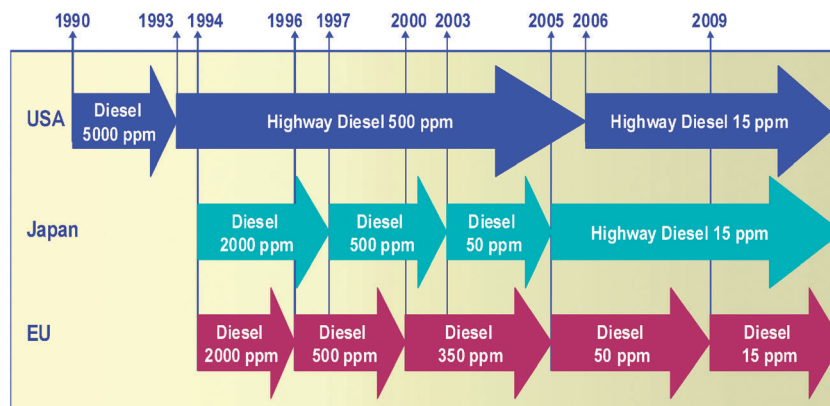 1990 1993 1994 1996 1997 2000 2003 2005 2006 2009
USA
Diesel
5000 ppm
Highway Diesel 500 ppm
Highway Diesel 15 ppm
Japan
Diesel
2000 ppm
Diesel
500 ppm
Diesel
50 ppm
Highway Diesel 15 ppm
EU
Diesel
2000 ppm
Diesel
500 ppm
Diesel
350 ppm
Diesel
50 ppm
Diesel
15 ppm